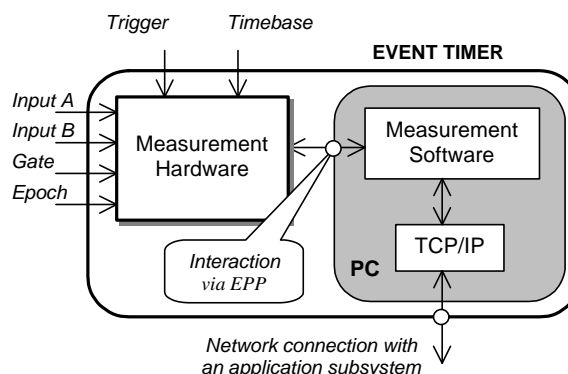 Trigger
Timebase
EVENT TIMER
Input A
Input B
Gate
Epoch
Measurement
Hardware
Measurement
Software
Interaction
via EPP
TCP/IP
PC
Network connection with
an application subsystem